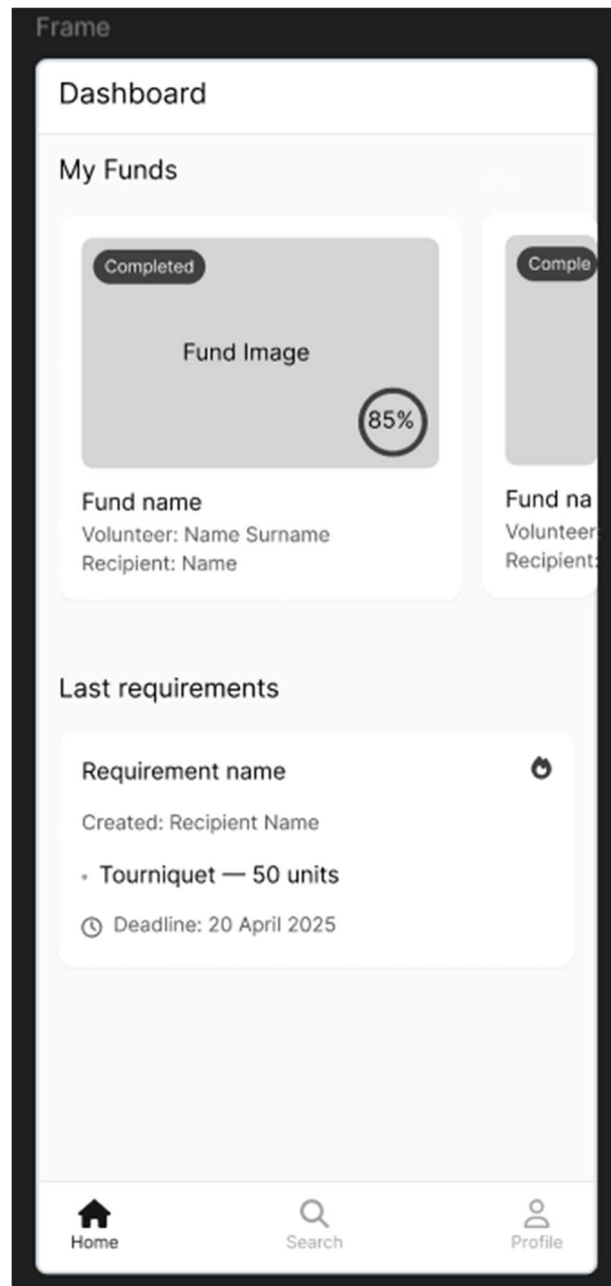 Frame
Dashboard
My Funds
Completed
Fund Image
85%
Fund name
Volunteer: Name Surname
Recipient: Name
Comple
Fund na
Volunteer
Recipient:
Last requirements
Requirement name
Created: Recipient Name
• Tourniquet — 50 units
Deadline: 20 April 2025
Home
Search
Profile